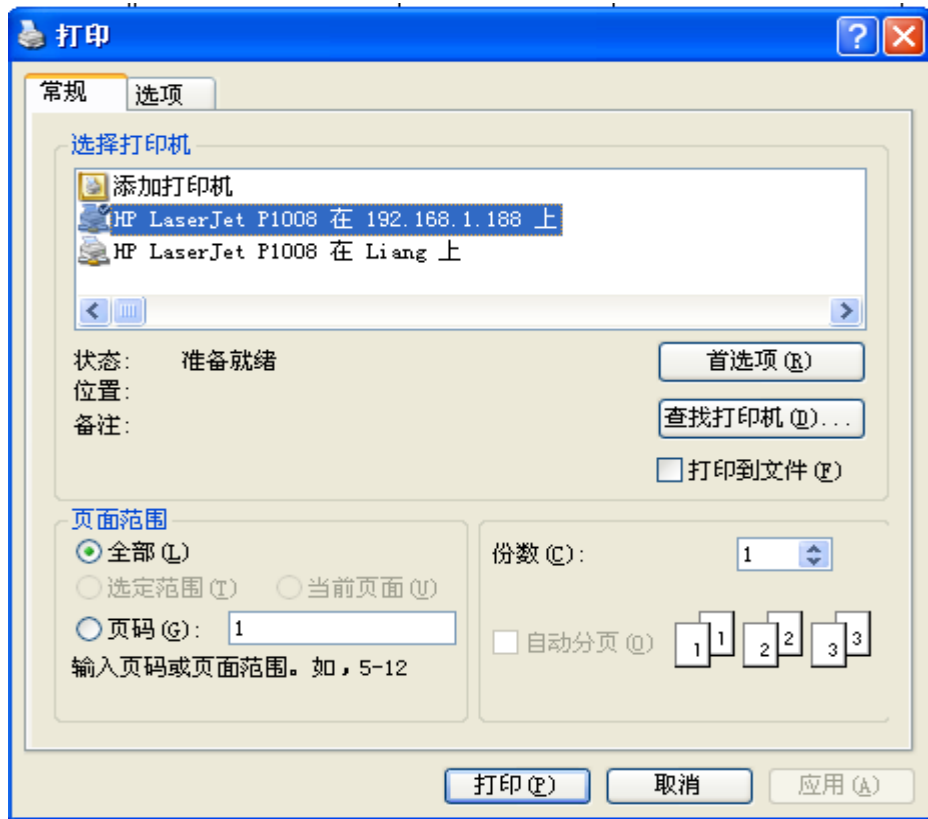 打印
常规
选项
选择打印机
添加打印机
HP LaserJet P1008 在 192.168.1.188 上
HP LaserJet P1008 在 Liang 上
状态: 准备就绪
首选项(R)
位置:
备注:
查找打印机(D)...
打印到文件(F)
页面范围
全部(L)
选定范围(T) 当前页面(U)
页码(G): 1
输入页码或页面范围。如,5-12
份数(C): 1
自动分页(O)
1 1 2 2 3 3
打印(P) 取消 应用(A)